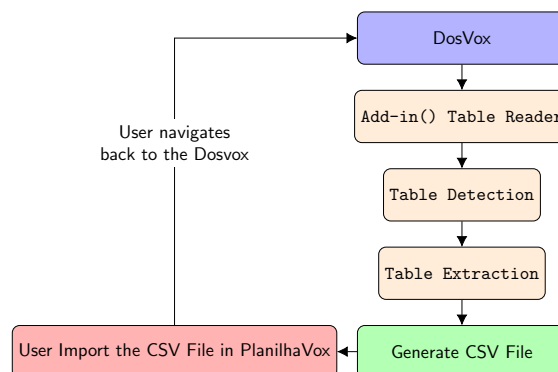 DosVox
Add-in() Table Reader
User navigates
back to the Dosvox
Table Detection
Table Extraction
User Import the CSV File in PlanilhaVox
Generate CSV File